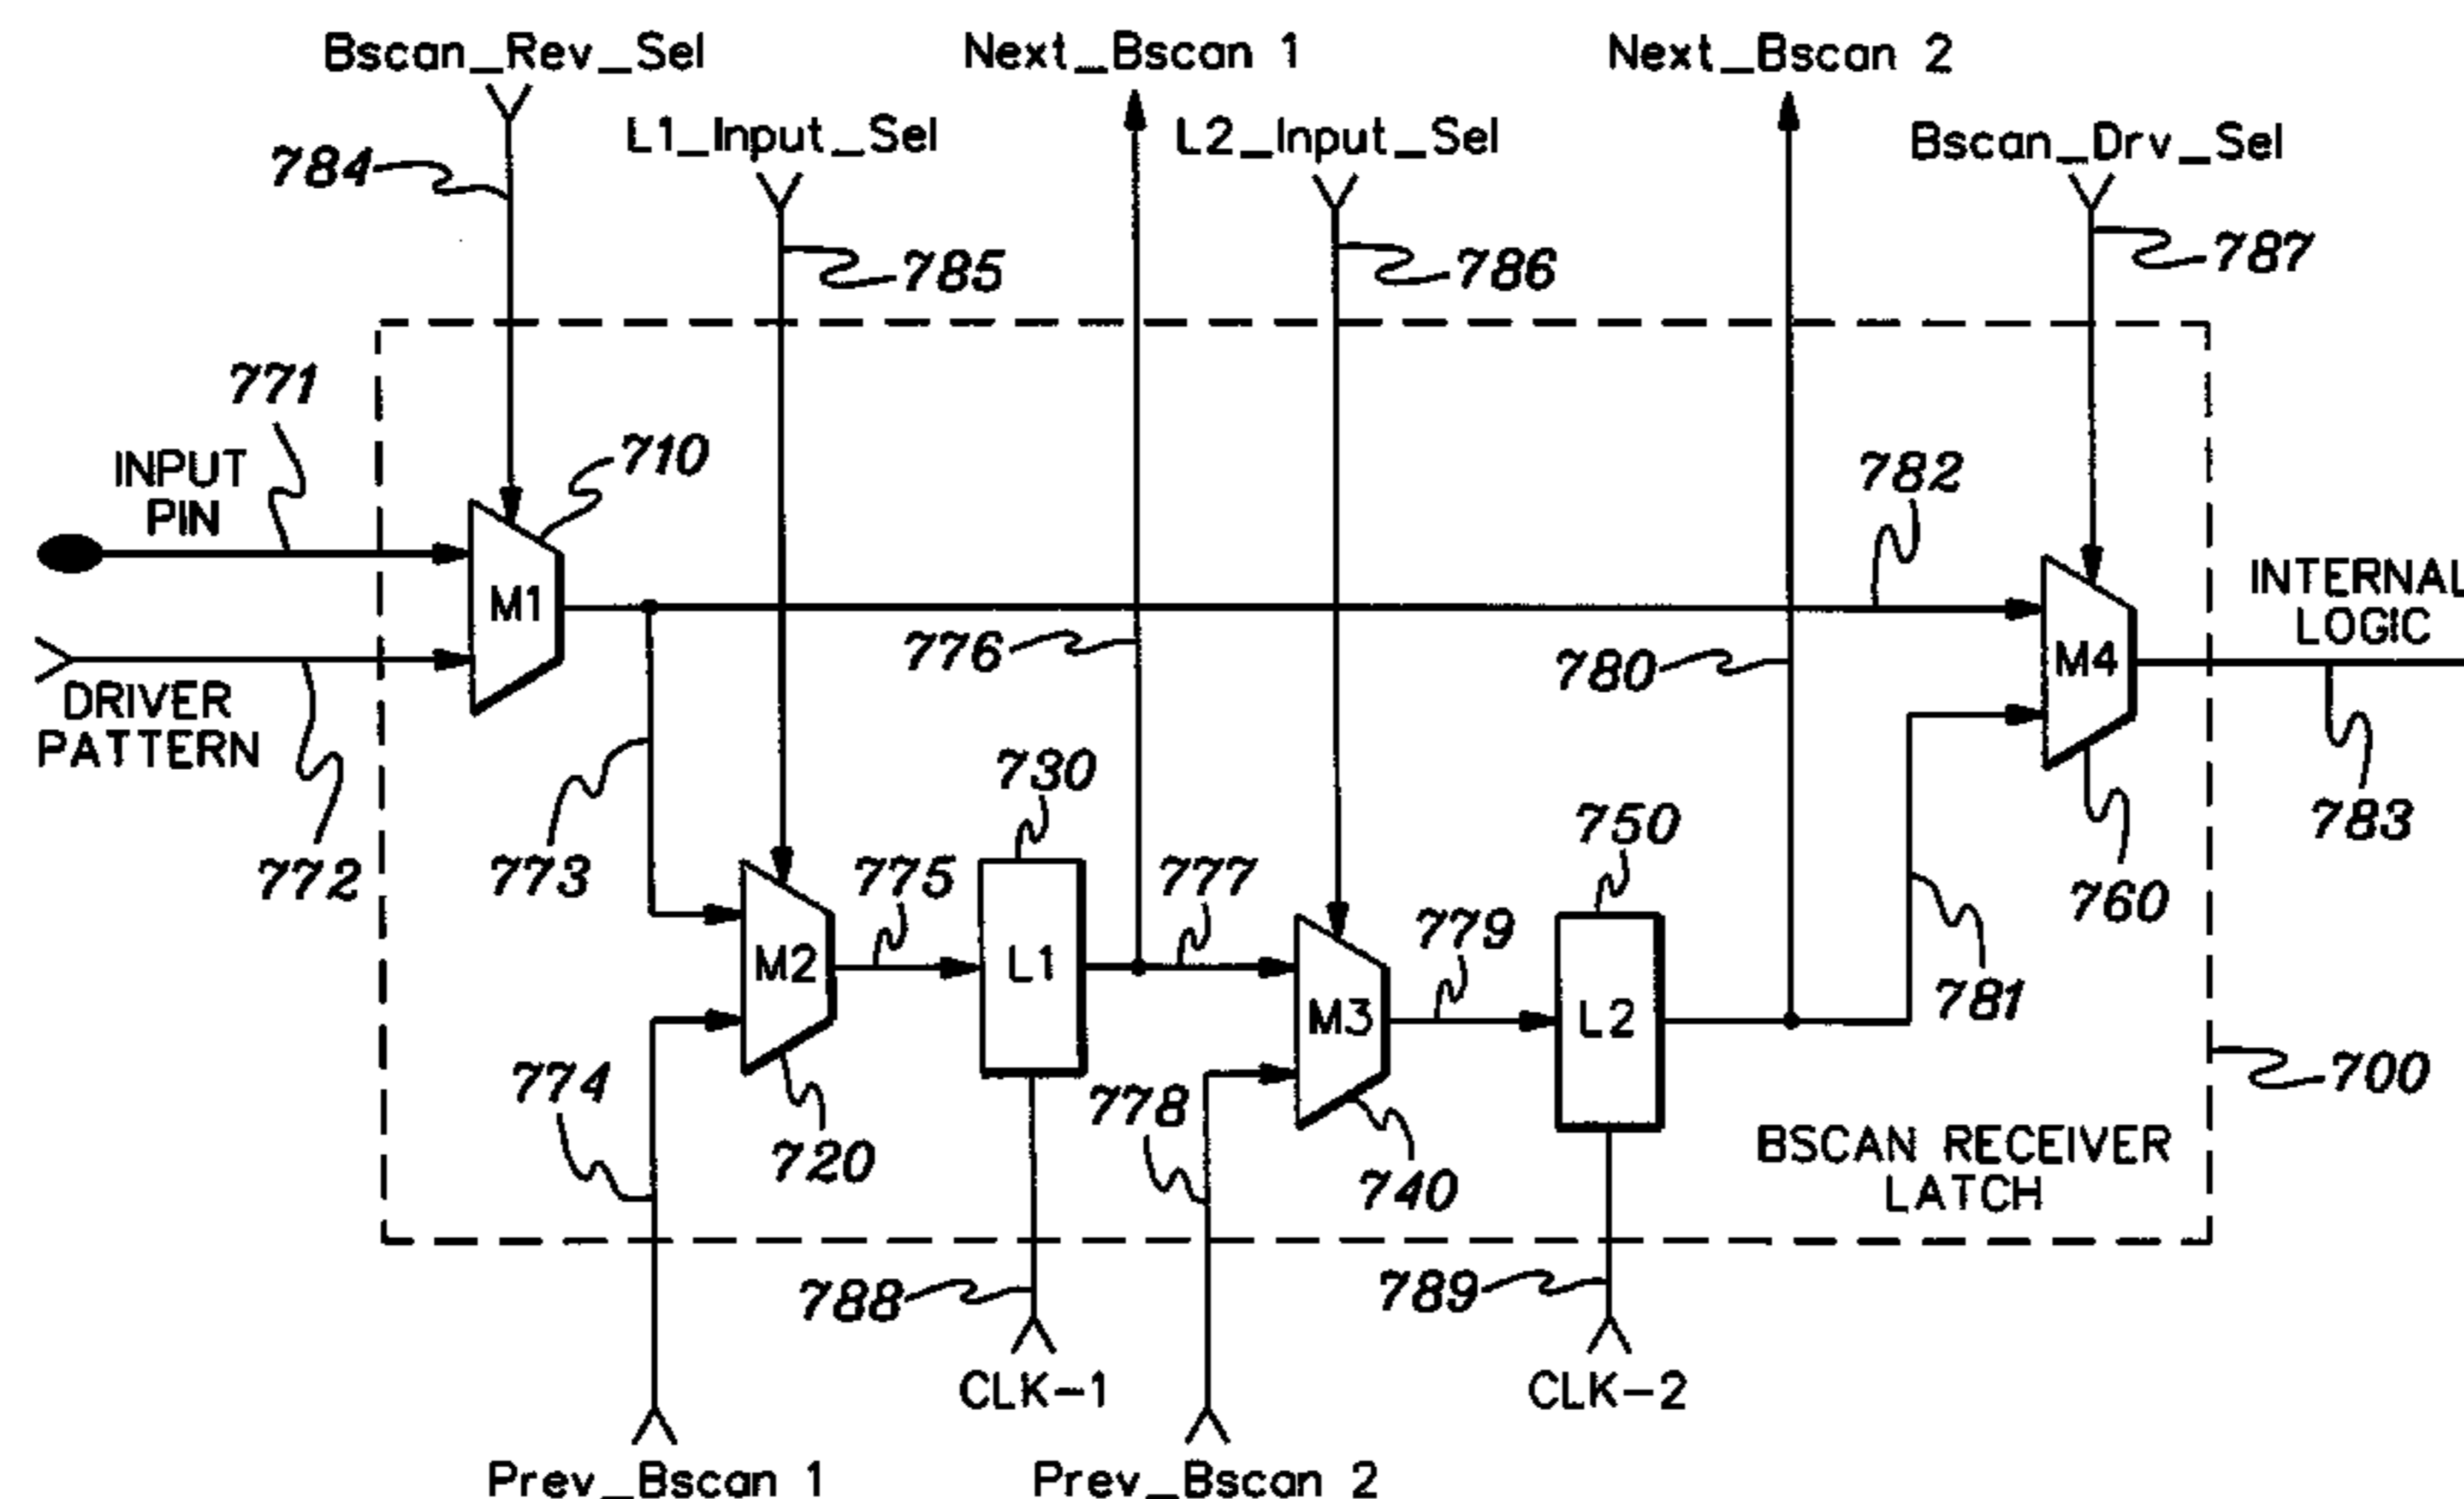 Bscan_Rev_Sel
Next_Bscan 1
Next_Bscan 2
L1_Input_Sel
L2_Input_Sel
Bscan_Drv_Sel
784
785
786
787
771
710
INPUT
PIN
782
M1
INTERNAL
LOGIC
776
780
M4
DRIVER
PATTERN
730
750
783
772
773
775
777
779
760
M2
L1
M3
L2
781
774
778
720
740
700
BSCAN RECEIVER
LATCH
788
789
CLK-1
CLK-2
Prev_Bscan 1
Prev_Bscan 2